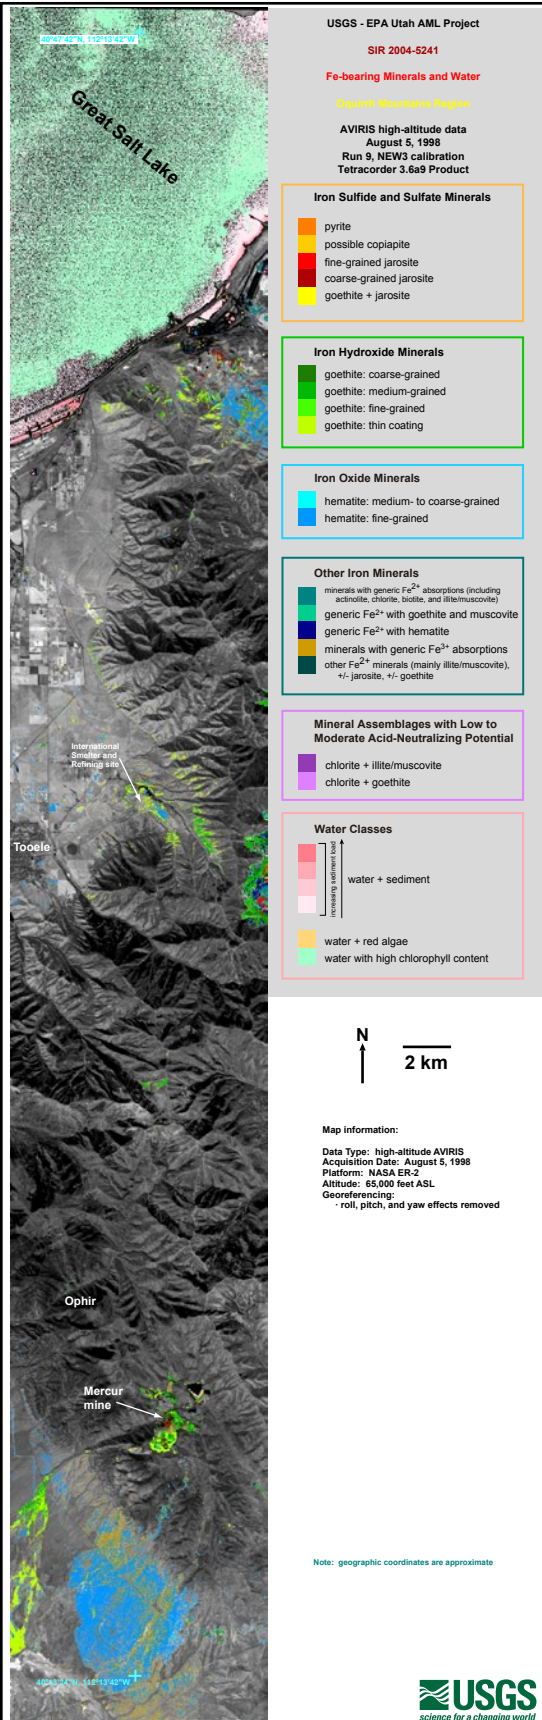 USGS - EPA Utah AML Project
SIR 2004-5241
Fe-bearing Minerals and Water
Oquirrh Mountains Region
AVIRIS high-altitude data
August 5, 1998
Run 9, NEW3 calibration
Tetracorder 3.6a9 Product
Iron Sulfide and Sulfate Minerals
pyrite
possible copiapite
fine-grained jarosite
coarse-grained jarosite
goethite + jarosite
Iron Hydroxide Minerals
goethite: coarse-grained
goethite: medium-grained
goethite: fine-grained
goethite: thin coating
Iron Oxide Minerals
hematite: medium- to coarse-grained
hematite: fine-grained
Other Iron Minerals
minerals with generic Fe2+ absorptions (including
actinolite, chlorite, biotite, and illite/muscovite)
generic Fe2+ with goethite and muscovite
generic Fe2+ with hematite
minerals with generic Fe3+ absorptions
other Fe2+ minerals (mainly illite/muscovite),
+/- jarosite, +/- goethite
Mineral Assemblages with Low to
Moderate Acid-Neutralizing Potential
chlorite + illite/muscovite
chlorite + goethite
Water Classes
increasing sediment load
water + sediment
water + red algae
water with high chlorophyll content
N
2 km
Map information:
Data Type: high-altitude AVIRIS
Acquisition Date: August 5, 1998
Platform: NASA ER-2
Altitude: 65,000 feet ASL
Georeferencing:
· roll, pitch, and yaw effects removed
Note: geographic coordinates are approximate
USGS
science for a changing world
40°47'42"N, 112°13'42"W
Great Salt Lake
International
Smelter and
Refining site
Tooele
Ophir
Mercur
mine
112°13'42"W